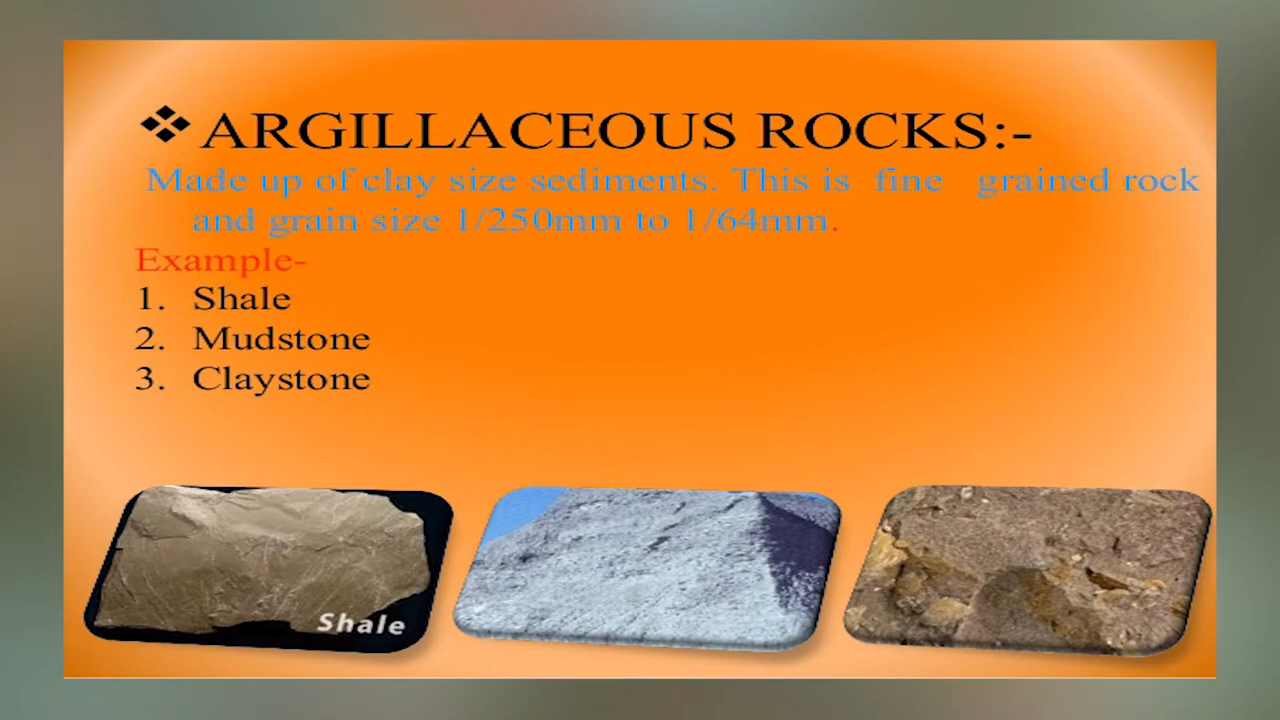 ❖ARGILLACEOUS ROCKS:-
Made up of clay size sediments. This is fine grained rock
and grain size 1/250mm to 1/64mm.
Example-
1. Shale
2. Mudstone
3. Claystone
Shale